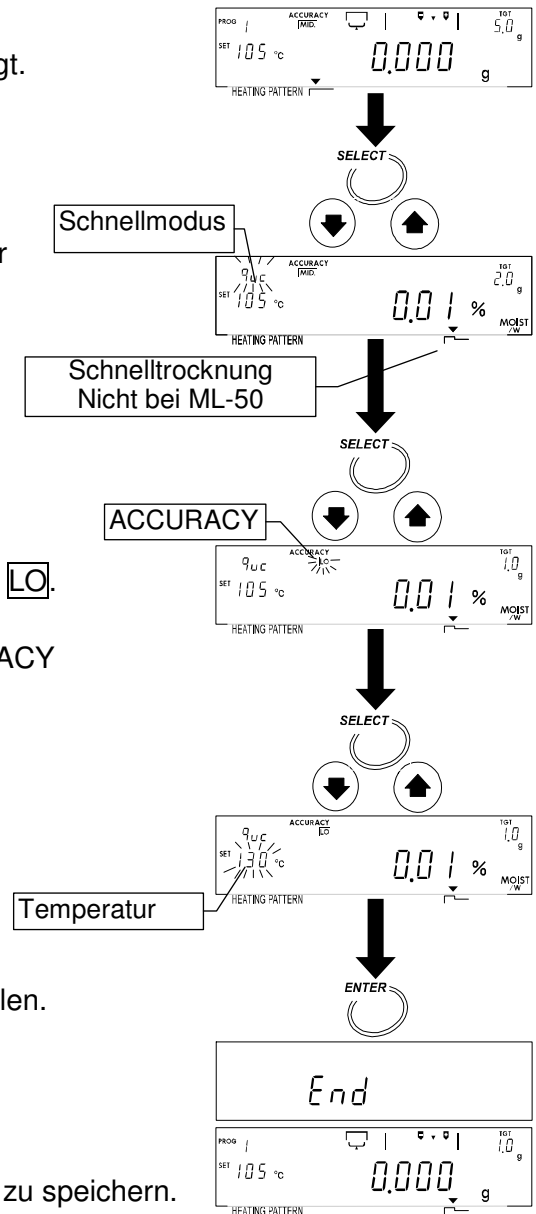 PROG 1 ACCURACY MID. TGT 5.0 g
gt.
SET 105 °C 0.000 g
HEATING PATTERN
SELECT
Schnellmodus
r
quc ACCURACY MID. TGT 2.0 g
SET 105 °C 0.01 % MOIST /W
HEATING PATTERN
Schnelltrocknung
Nicht bei ML-50
SELECT
ACCURACY
quc ACCURACY LO TGT 1.0 g
LO.
SET 105 °C 0.01 % MOIST /W
HEATING PATTERN
ACY
SELECT
quc ACCURACY LO TGT 1.0 g
SET 130 °C 0.01 % MOIST /W
HEATING PATTERN
Temperatur
ENTER
len.
End
PROG 1 TGT 1.0 g
SET 105 °C 0.000 g
zu speichern.
HEATING PATTERN